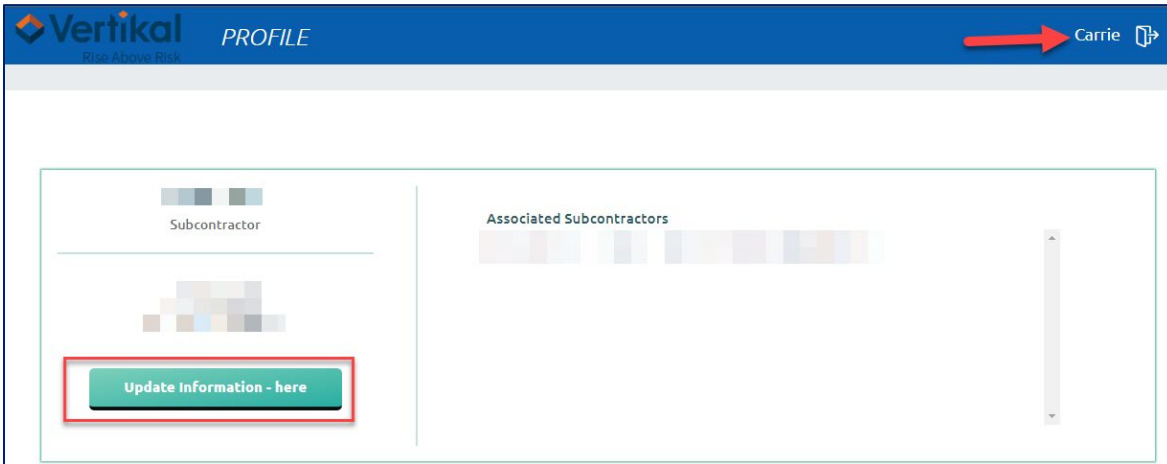 Vertikal
Rise Above Risk
PROFILE
Carrie
Subcontractor
Update Information - here
Associated Subcontractors